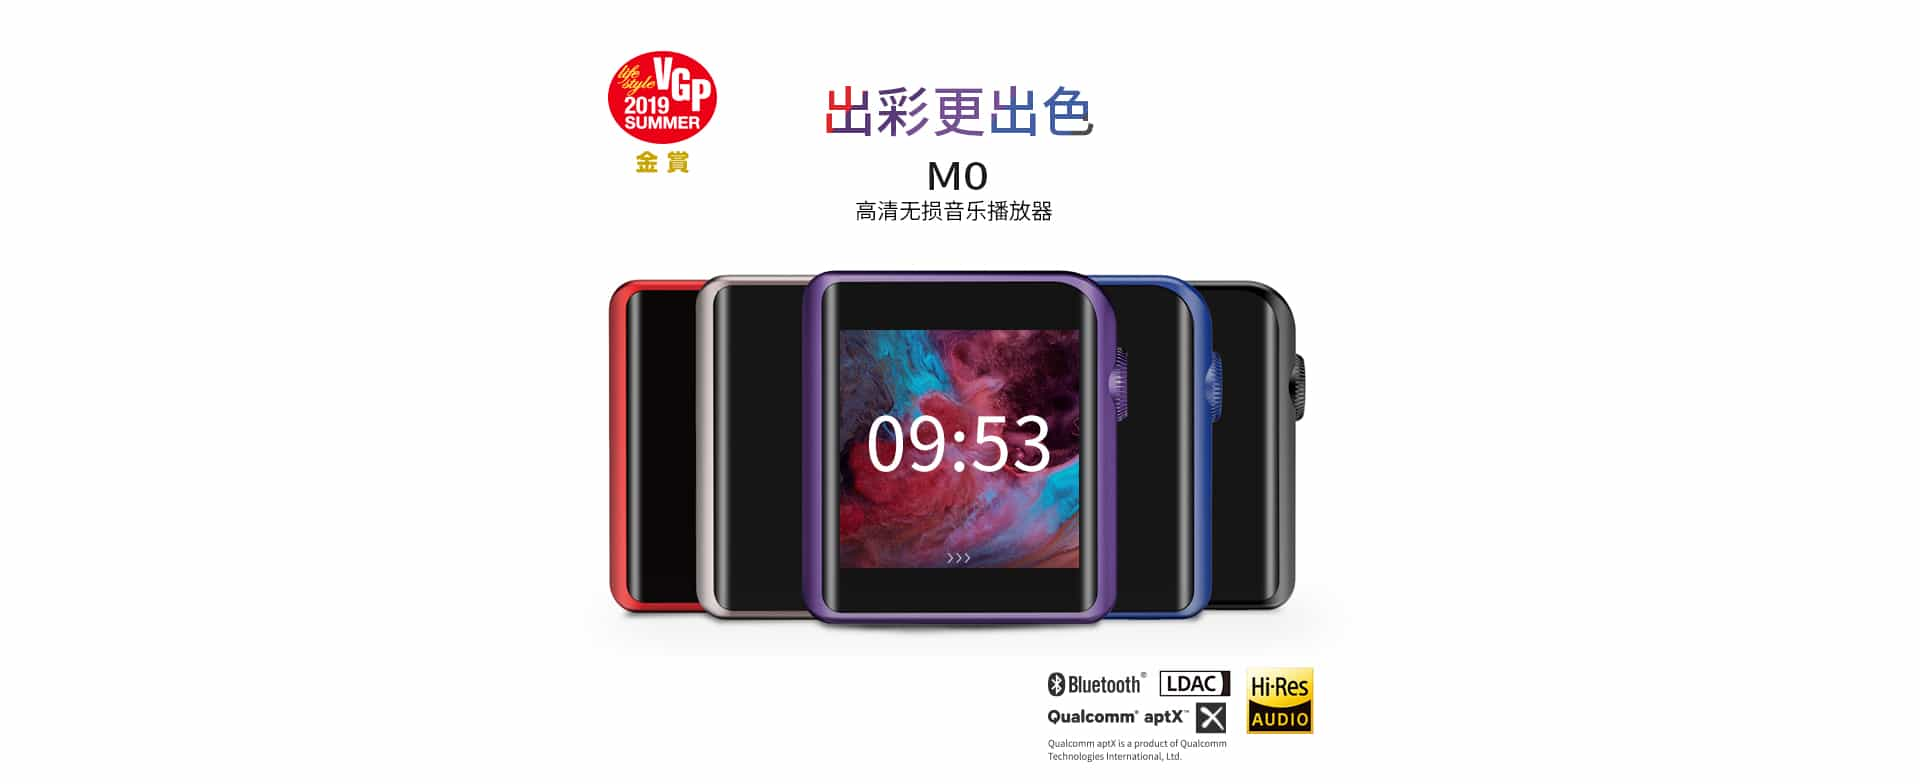 life
style VGP
2019
SUMMER
金賞
出彩更出色
M0
高清无损音乐播放器
09:53
>>>
Bluetooth® LDAC
Qualcomm® aptX™
Hi-Res
AUDIO
Qualcomm aptX is a product of Qualcomm
Technologies International, Ltd.